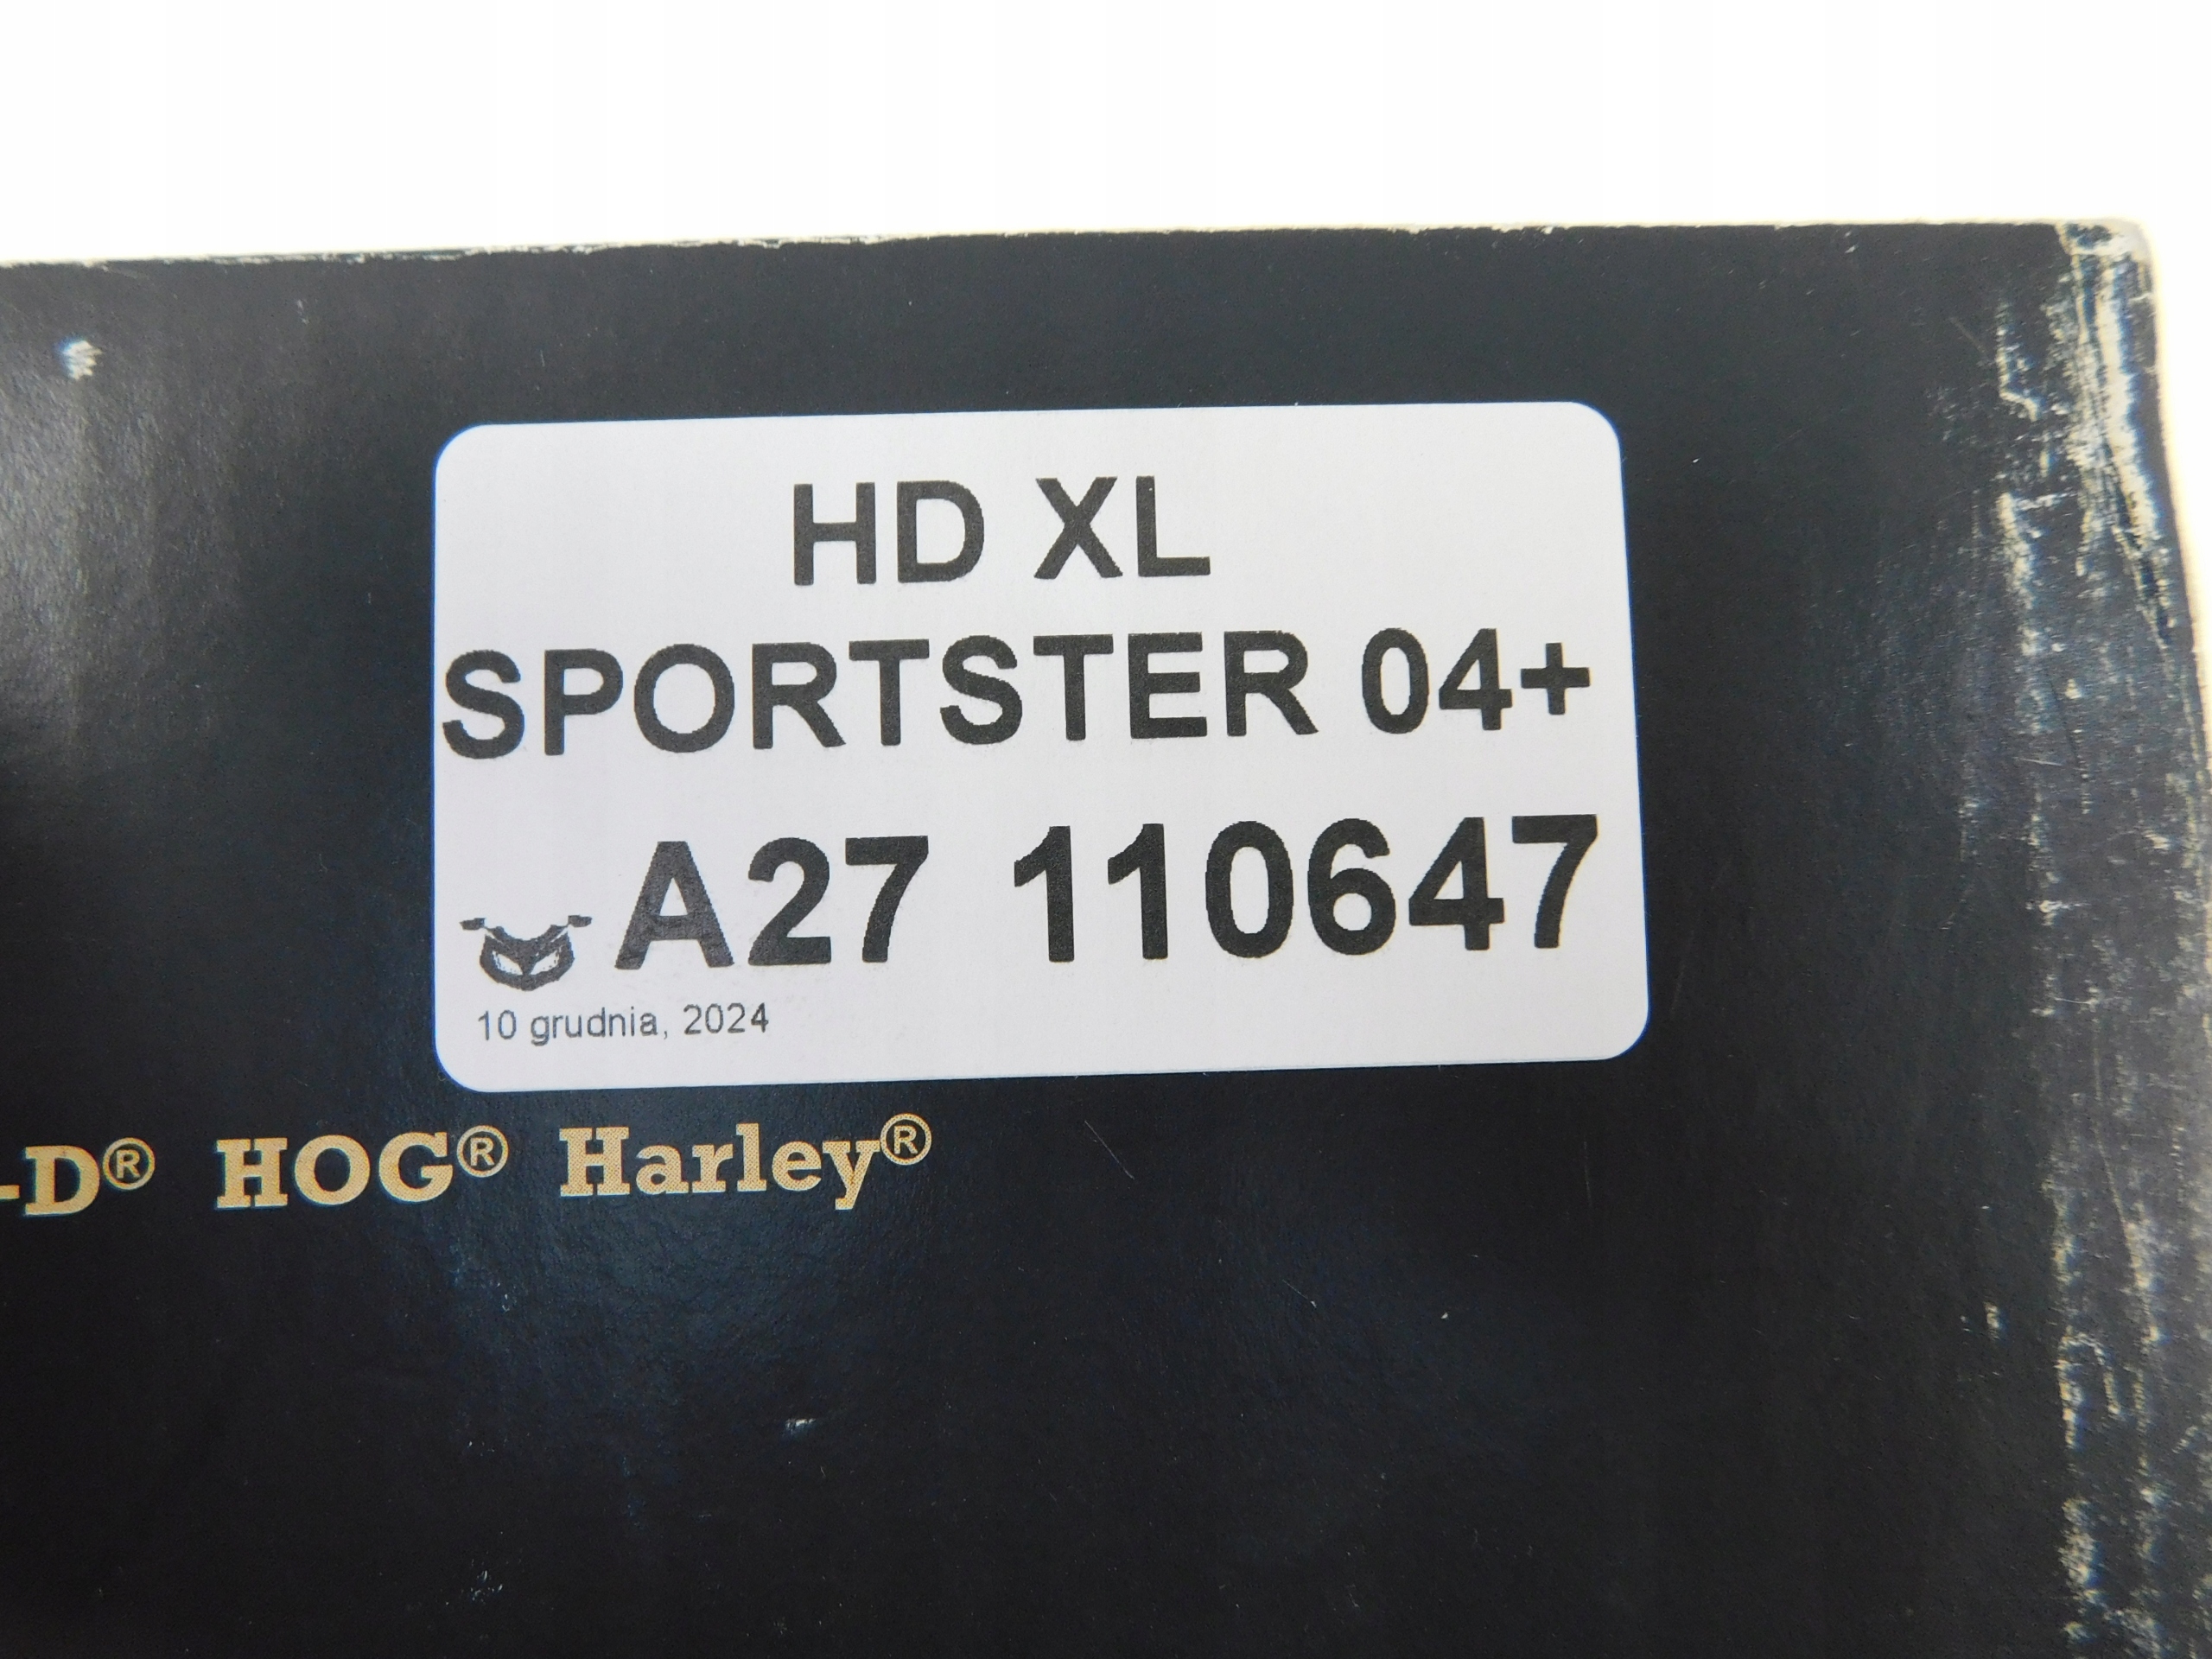 HD XL
SPORTSTER 04+
A27 110647
10 grudnia, 2024
-D® HOG® Harley®